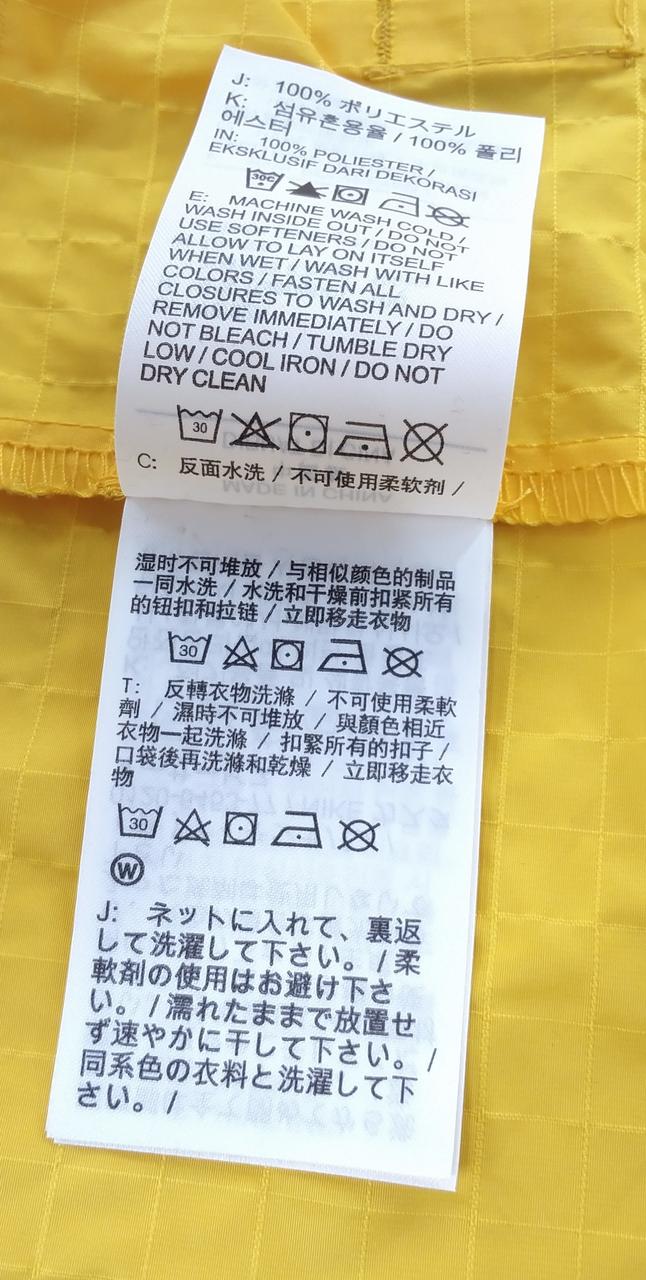 J: 100% ポリエステル
K: 섬유혼용율 / 100% 폴리
에스터
IN: 100% POLIESTER /
EKSKLUSIF DARI DEKORASI
30C
E: MACHINE WASH COLD /
WASH INSIDE OUT / DO NOT
USE SOFTENERS / DO NOT
ALLOW TO LAY ON ITSELF
WHEN WET / WASH WITH LIKE
COLORS / FASTEN ALL
CLOSURES TO WASH AND DRY /
REMOVE IMMEDIATELY / DO
NOT BLEACH / TUMBLE DRY
LOW / COOL IRON / DO NOT
DRY CLEAN
30
C: 反面水洗 / 不可使用柔软剂 /
湿时不可堆放 / 与相似颜色的制品
一同水洗 / 水洗和干燥前扣紧所有
的钮扣和拉链 / 立即移走衣物
30
T: 反轉衣物洗滌 / 不可使用柔軟
劑 / 濕時不可堆放 / 與顏色相近
衣物一起洗滌 / 扣緊所有的扣子 /
口袋後再洗滌和乾燥 / 立即移走衣
物
30
W
J: ネットに入れて、裏返
して洗濯して下さい。 / 柔
軟剤の使用はお避け下さ
い。 / 濡れたままで放置せ
ず速やかに干して下さい。 /
同系色の衣料と洗濯して下
さい。 /